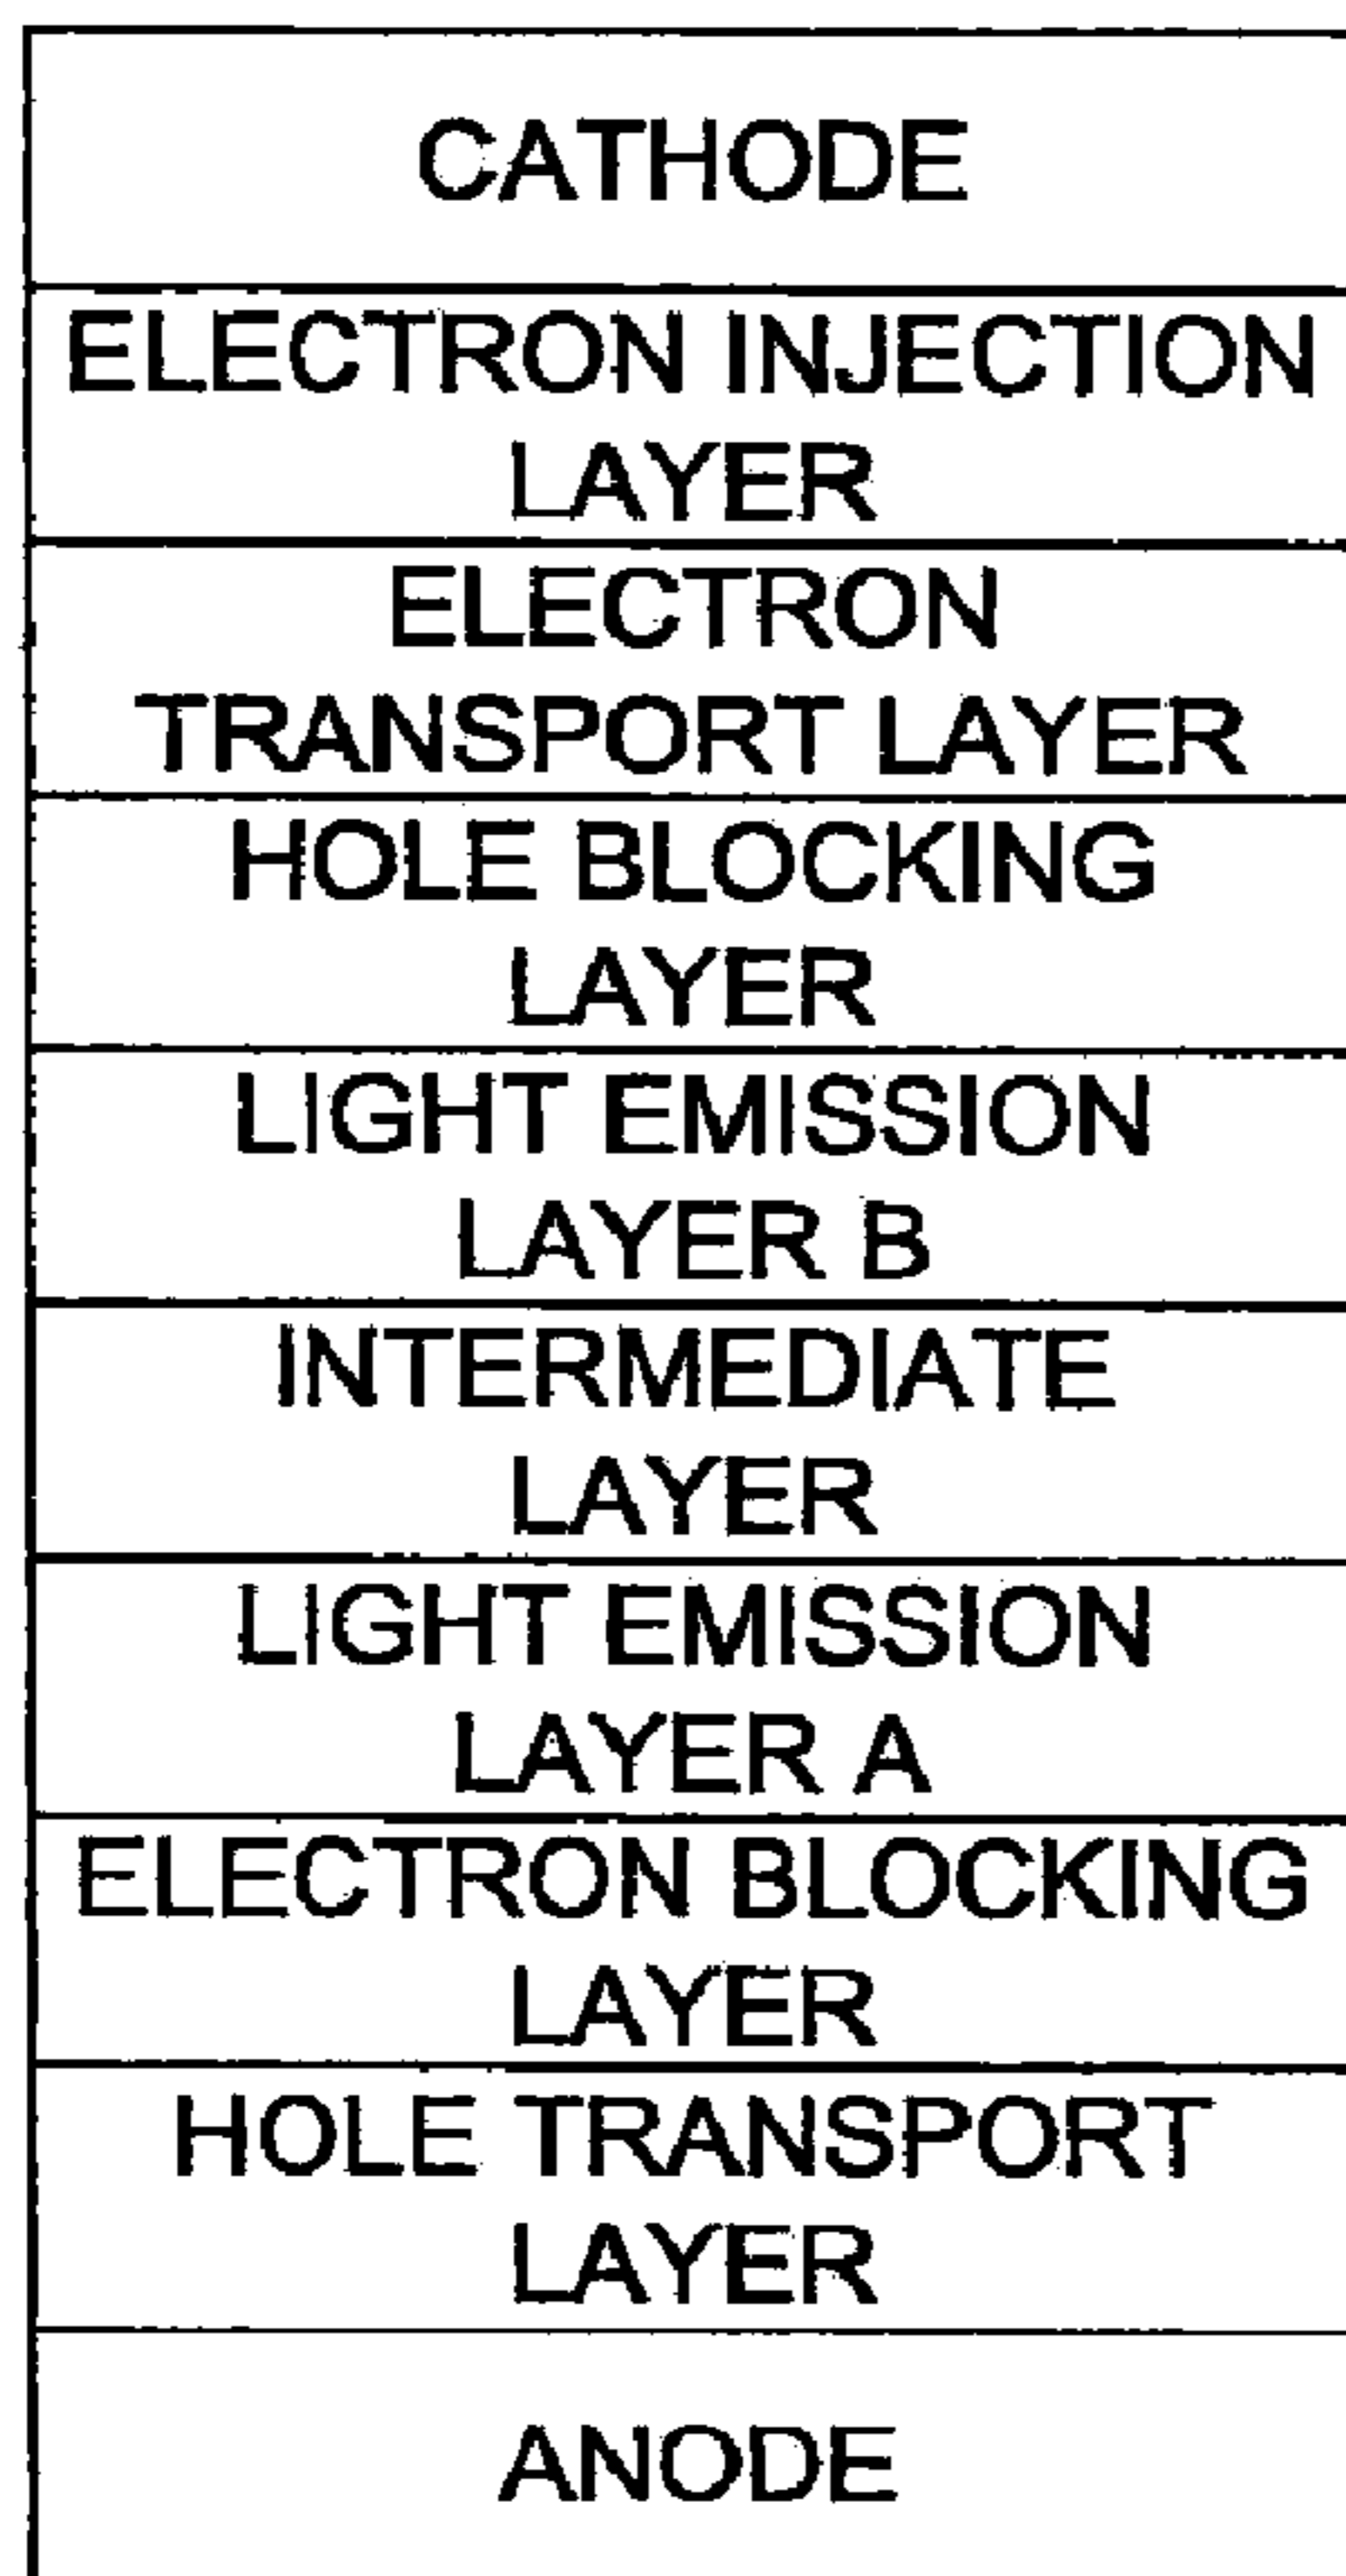 CATHODE
ELECTRON INJECTION
LAYER
ELECTRON
TRANSPORT LAYER
HOLE BLOCKING
LAYER
LIGHT EMISSION
LAYER B
INTERMEDIATE
LAYER
LIGHT EMISSION
LAYER A
ELECTRON BLOCKING
LAYER
HOLE TRANSPORT
LAYER
ANODE